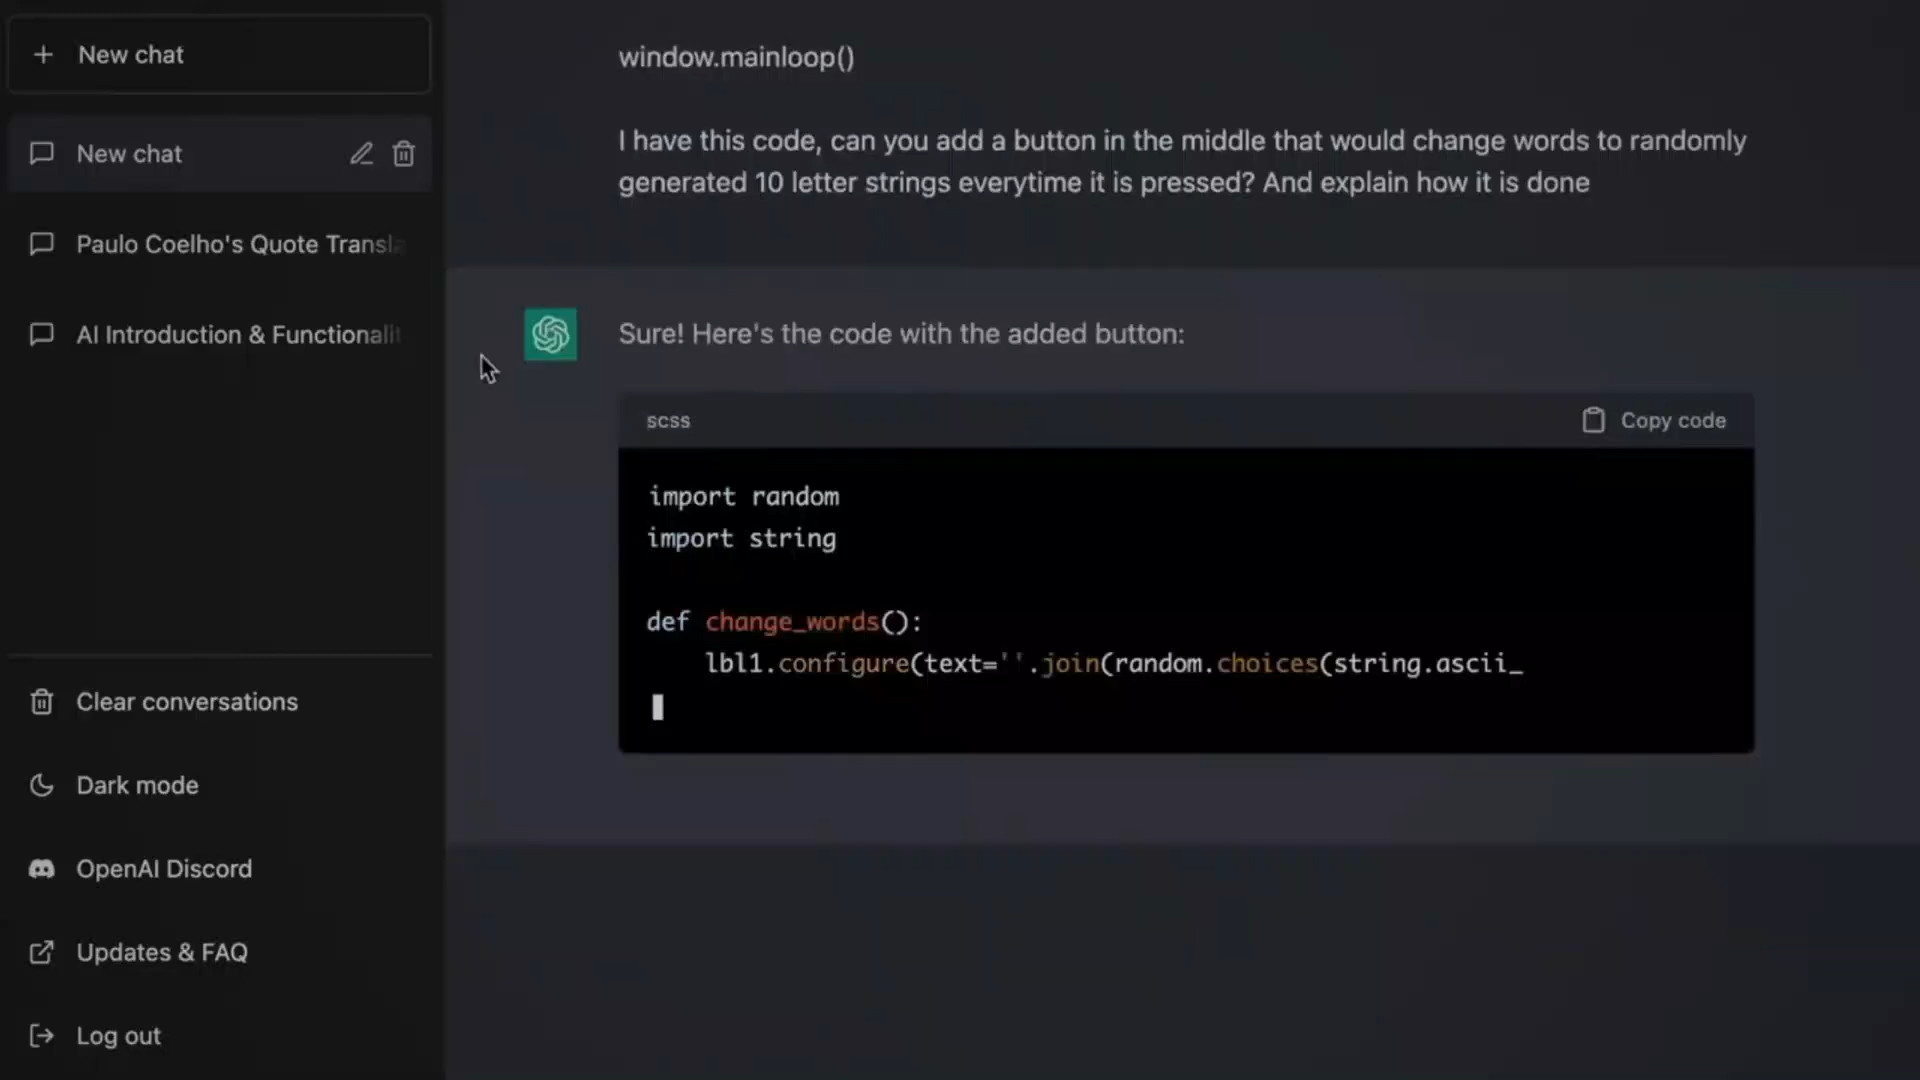 New chat
New chat
Paulo Coelho's Quote Transla
AI Introduction & Functionalit
Clear conversations
Dark mode
OpenAI Discord
Updates & FAQ
Log out
window.mainloop()
I have this code, can you add a button in the middle that would change words to randomly
generated 10 letter strings everytime it is pressed? And explain how it is done
Sure! Here's the code with the added button:
scss
Copy code
import random
import string
def change_words():
lbl1.configure(text=''.join(random.choices(string.ascii_